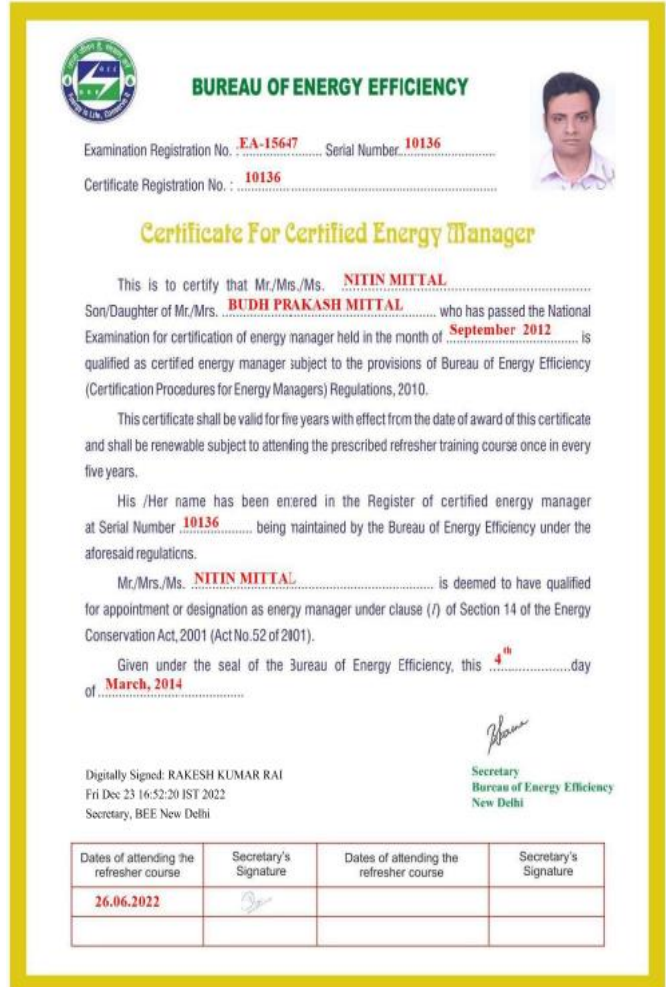 BUREAU OF ENERGY EFFICIENCY
Examination Registration No. : EA-15647 Serial Number 10136
Certificate Registration No. : 10136
Certificate For Certified Energy Manager
This is to certify that Mr./Mrs./Ms. NITIN MITTAL
Son/Daughter of Mr./Mrs. BUDH PRAKASH MITTAL who has passed the National
Examination for certification of energy manager held in the month of September 2012 is
qualified as certified energy manager subject to the provisions of Bureau of Energy Efficiency
(Certification Procedures for Energy Managers) Regulations, 2010.
This certificate shall be valid for five years with effect from the date of award of this certificate
and shall be renewable subject to attending the prescribed refresher training course once in every
five years.
His /Her name has been entered in the Register of certified energy manager
at Serial Number 10136 being maintained by the Bureau of Energy Efficiency under the
aforesaid regulations.
Mr./Mrs./Ms. NITIN MITTAL is deemed to have qualified
for appointment or designation as energy manager under clause (l) of Section 14 of the Energy
Conservation Act, 2001 (Act No.52 of 2001).
Given under the seal of the Bureau of Energy Efficiency, this 4th day
of March, 2014
Digitally Signed: RAKESH KUMAR RAI
Fri Dec 23 16:52:20 IST 2022
Secretary, BEE New Delhi
Secretary
Bureau of Energy Efficiency
New Delhi
Dates of attending the refresher course
Secretary's Signature
Dates of attending the refresher course
Secretary's Signature
26.06.2022